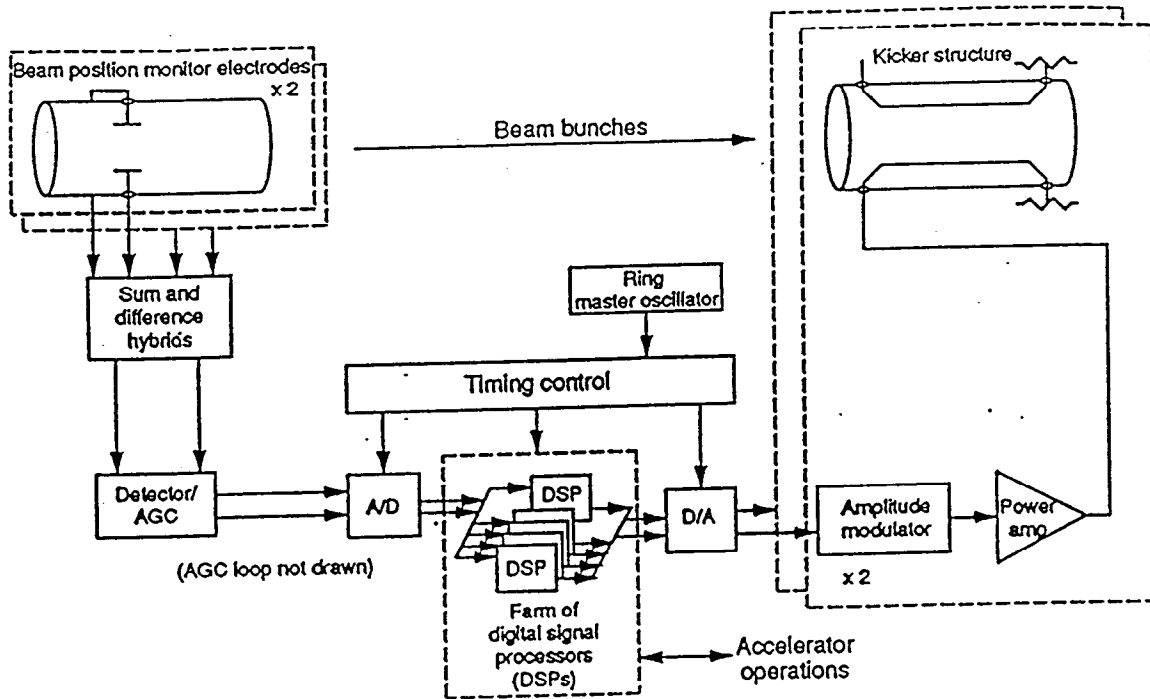 Beam position monitor electrodes
x 2
Kicker structure
Beam bunches
Sum and
difference
hybrids
Ring
master oscillator
Timing control
Detector/
AGC
A/D
DSP
DSP
D/A
Amplitude
modulator
x 2
Power
amp
(AGC loop not drawn)
Farm of
digital signal
processors
(DSPs)
Accelerator
operations